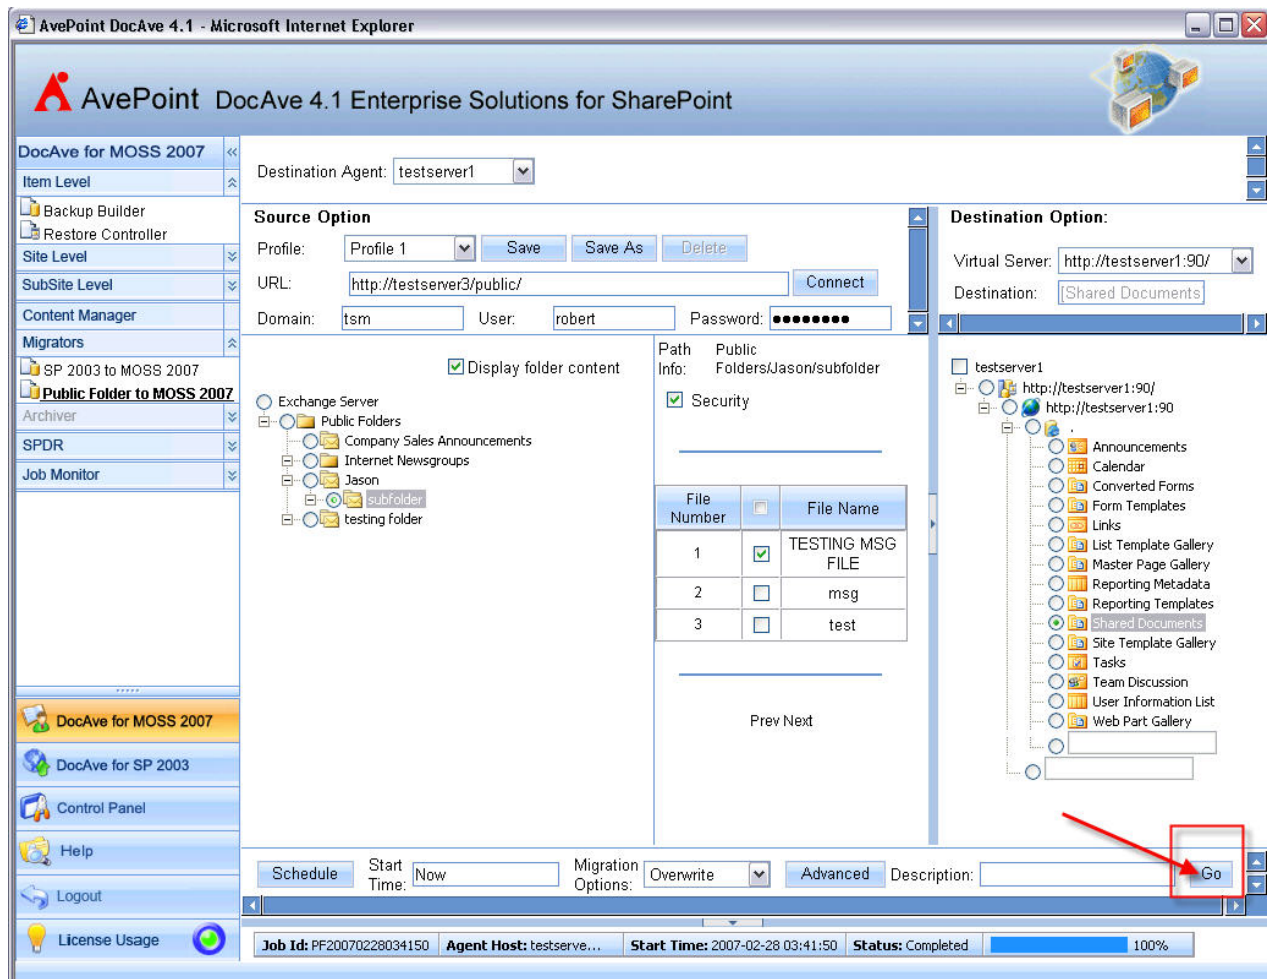 AvePoint DocAve 4.1 - Microsoft Internet Explorer
AvePoint DocAve 4.1 Enterprise Solutions for SharePoint
DocAve for MOSS 2007
Item Level
Backup Builder
Restore Controller
Site Level
SubSite Level
Content Manager
Migrators
SP 2003 to MOSS 2007
Public Folder to MOSS 2007
Archiver
SPDR
Job Monitor
DocAve for MOSS 2007
DocAve for SP 2003
Control Panel
Help
Logout
License Usage
Destination Agent: testserver1
Source Option
Profile: Profile 1 Save Save As Delete
URL: http://testserver3/public/ Connect
Domain: tsm User: robert Password:
Display folder content
Exchange Server
Public Folders
Company Sales Announcements
Internet Newsgroups
Jason
subfolder
testing folder
Path Info: Public Folders/Jason/subfolder
Security
File Number File Name
1 TESTING MSG FILE
2 msg
3 test
Prev Next
Destination Option:
Virtual Server: http://testserver1:90/
Destination: [Shared Documents
testserver1
http://testserver1:90/
http://testserver1:90
.
Announcements
Calendar
Converted Forms
Form Templates
Links
List Template Gallery
Master Page Gallery
Reporting Metadata
Reporting Templates
Shared Documents
Site Template Gallery
Tasks
Team Discussion
User Information List
Web Part Gallery
Schedule Start Time: Now Migration Options: Overwrite Advanced Description: Go
Job Id: PF20070228034150 Agent Host: testserve... Start Time: 2007-02-28 03:41:50 Status: Completed 100%